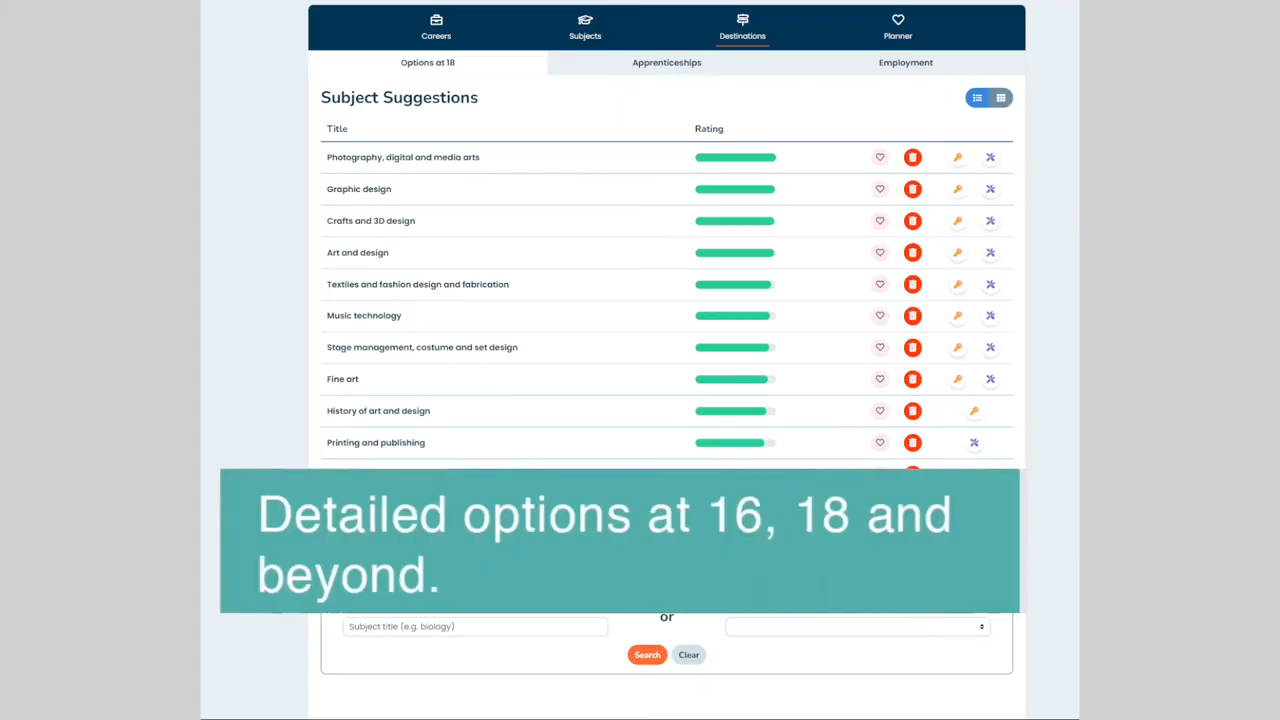 Careers
Subjects
Destinations
Planner
Options at 18
Apprenticeships
Employment
Subject Suggestions
Title
Rating
Photography, digital and media arts
Graphic design
Crafts and 3D design
Art and design
Textiles and fashion design and fabrication
Music technology
Stage management, costume and set design
Fine art
History of art and design
Printing and publishing
Detailed options at 16, 18 and
beyond.
or
Subject title (e.g. biology)
Search
Clear